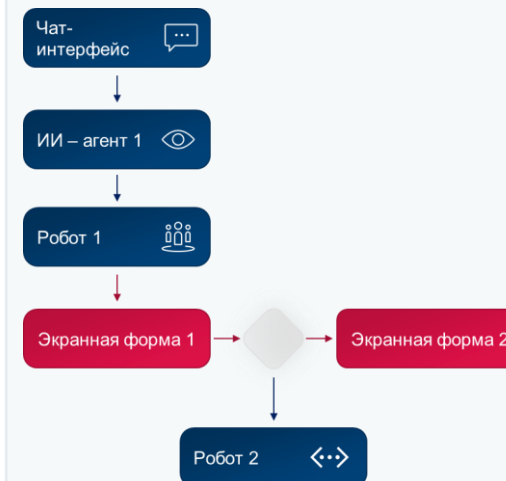 Чат-
интерфейс
ИИ – агент 1
Робот 1
Экранная форма 1
Экранная форма 2
Робот 2